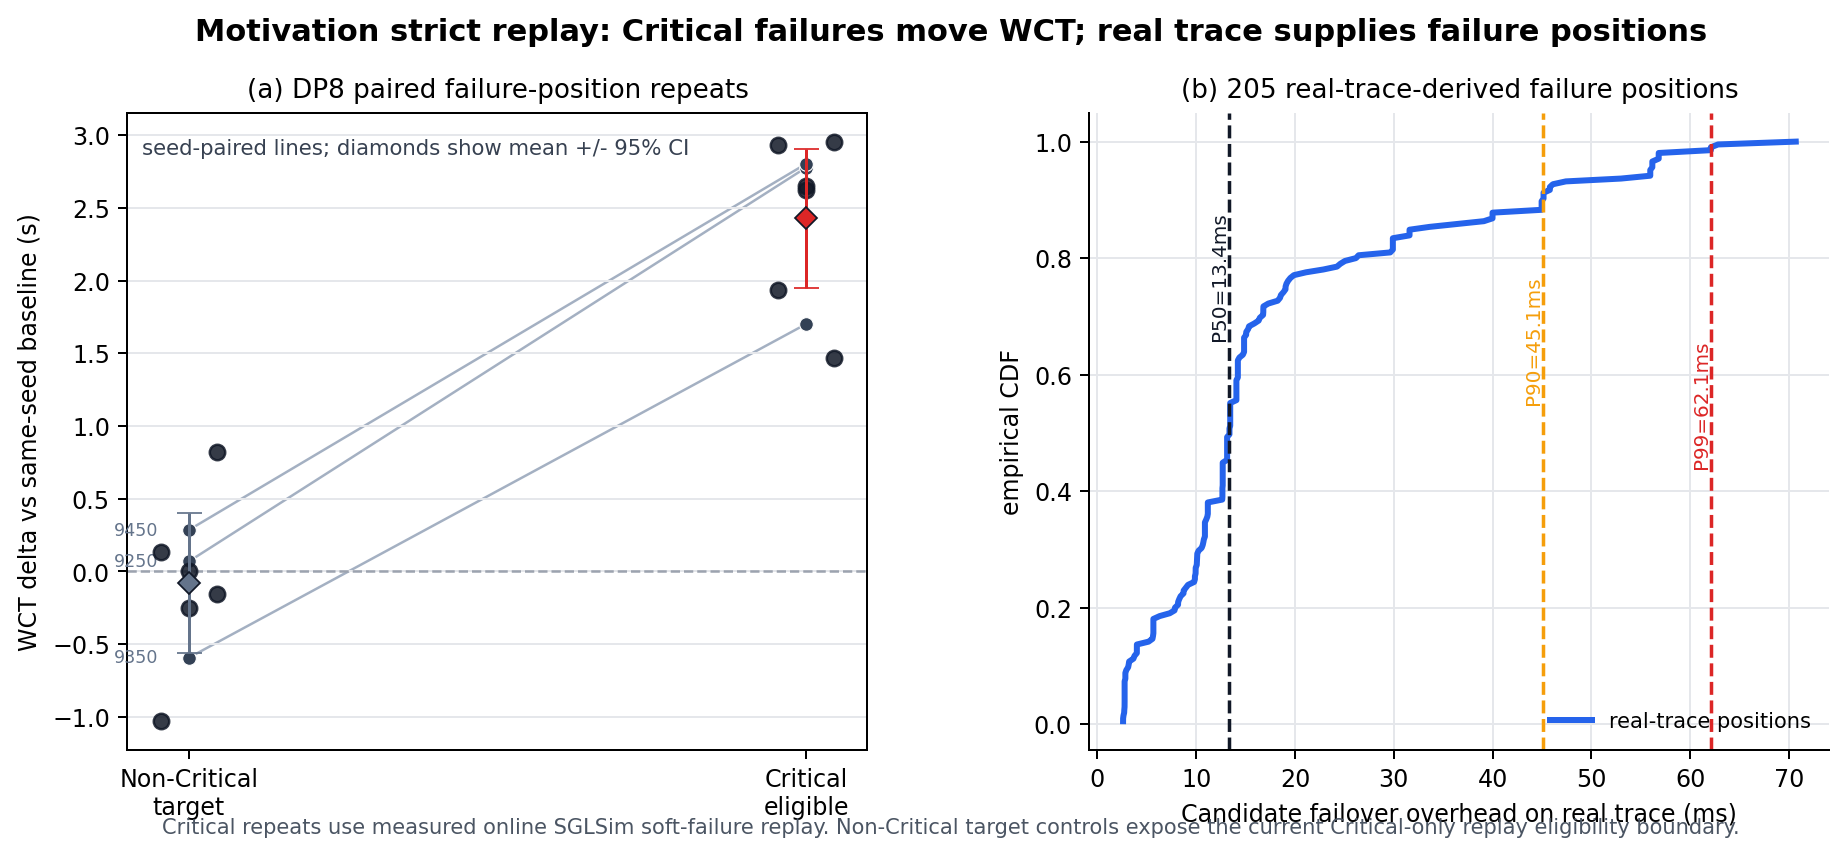 Motivation strict replay: Critical failures move WCT; real trace supplies failure positions
(a) DP8 paired failure-position repeats
seed-paired lines; diamonds show mean +/- 95% CI
WCT delta vs same-seed baseline (s)
3.0
2.5
2.0
1.5
1.0
0.5
0.0
−0.5
−1.0
9450
9250
9350
Non-Critical
target
Critical
eligible
(b) 205 real-trace-derived failure positions
empirical CDF
1.0
0.8
0.6
0.4
0.2
0.0
P50=13.4ms
P90=45.1ms
P99=62.1ms
real-trace positions
0
10
20
30
40
50
60
70
Candidate failover overhead on real trace (ms)
Critical repeats use measured online SGLSim soft-failure replay. Non-Critical target controls expose the current Critical-only replay eligibility boundary.